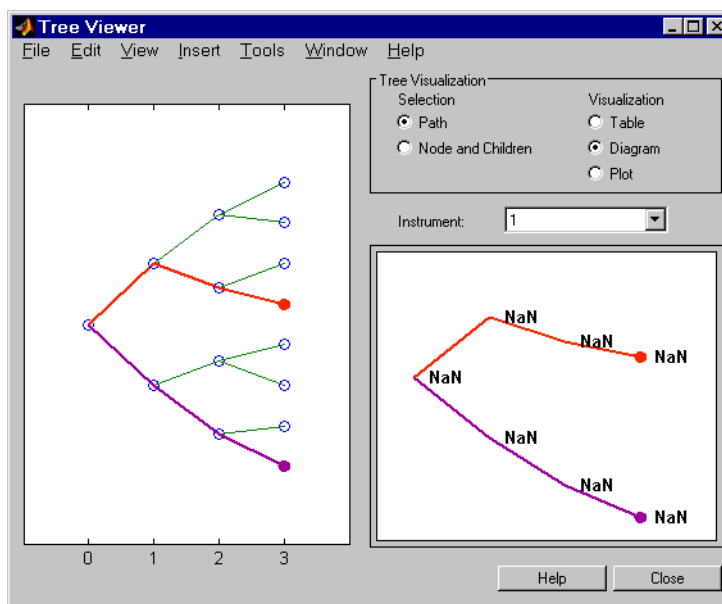 Tree Viewer
File Edit View Insert Tools Window Help
Tree Visualization
Selection
Path
Node and Children
Visualization
Table
Diagram
Plot
Instrument: 1
0 1 2 3
NaN
NaN
NaN
NaN
NaN
NaN
NaN
Help Close